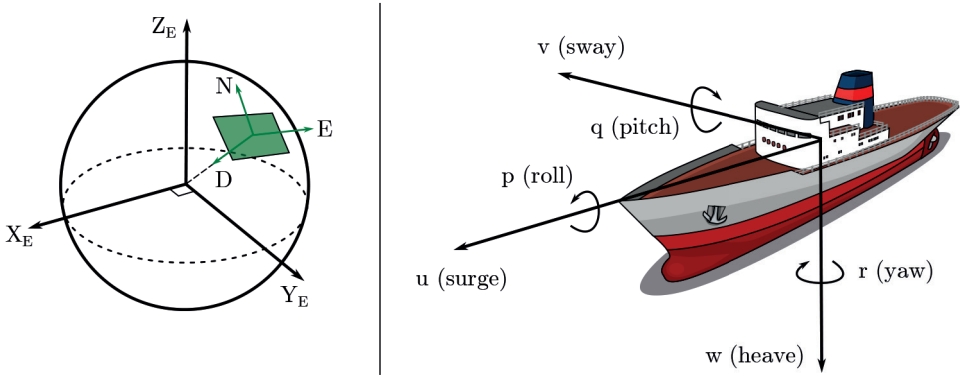 Z_E
N
E
D
X_E
Y_E
v (sway)
q (pitch)
p (roll)
u (surge)
r (yaw)
w (heave)